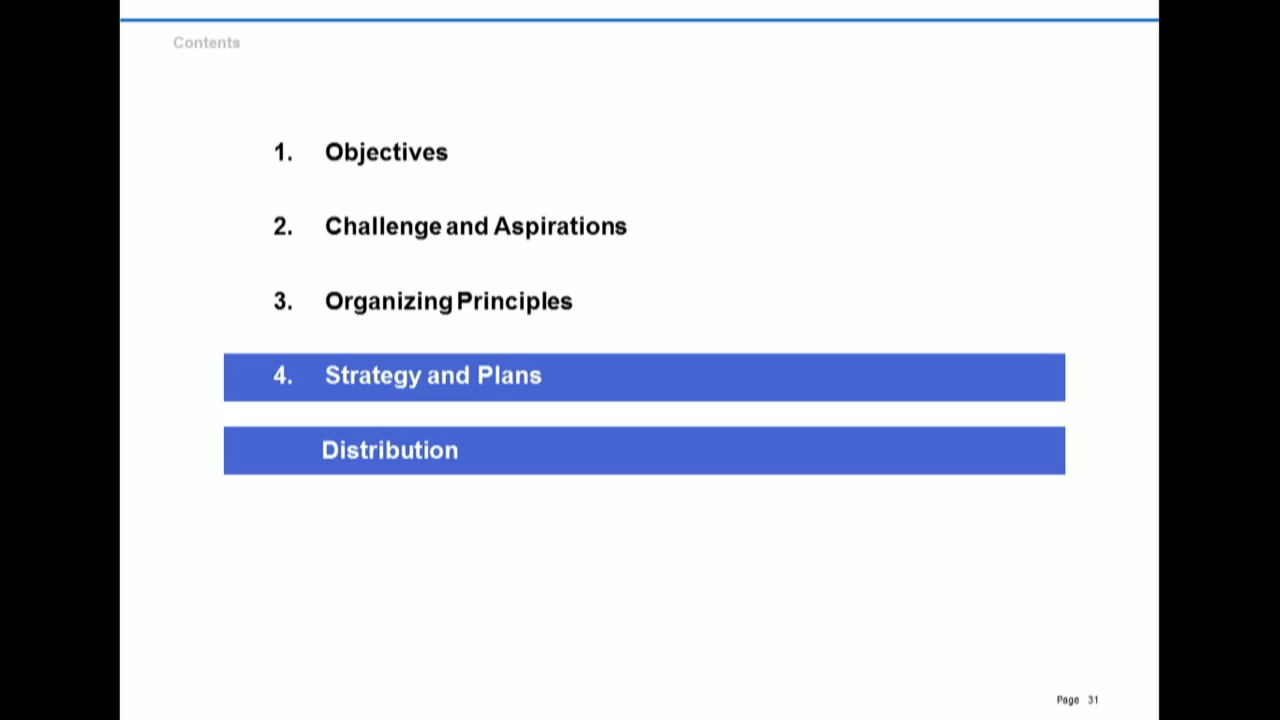 Contents
1. Objectives
2. Challenge and Aspirations
3. Organizing Principles
4. Strategy and Plans
Distribution
Page 31